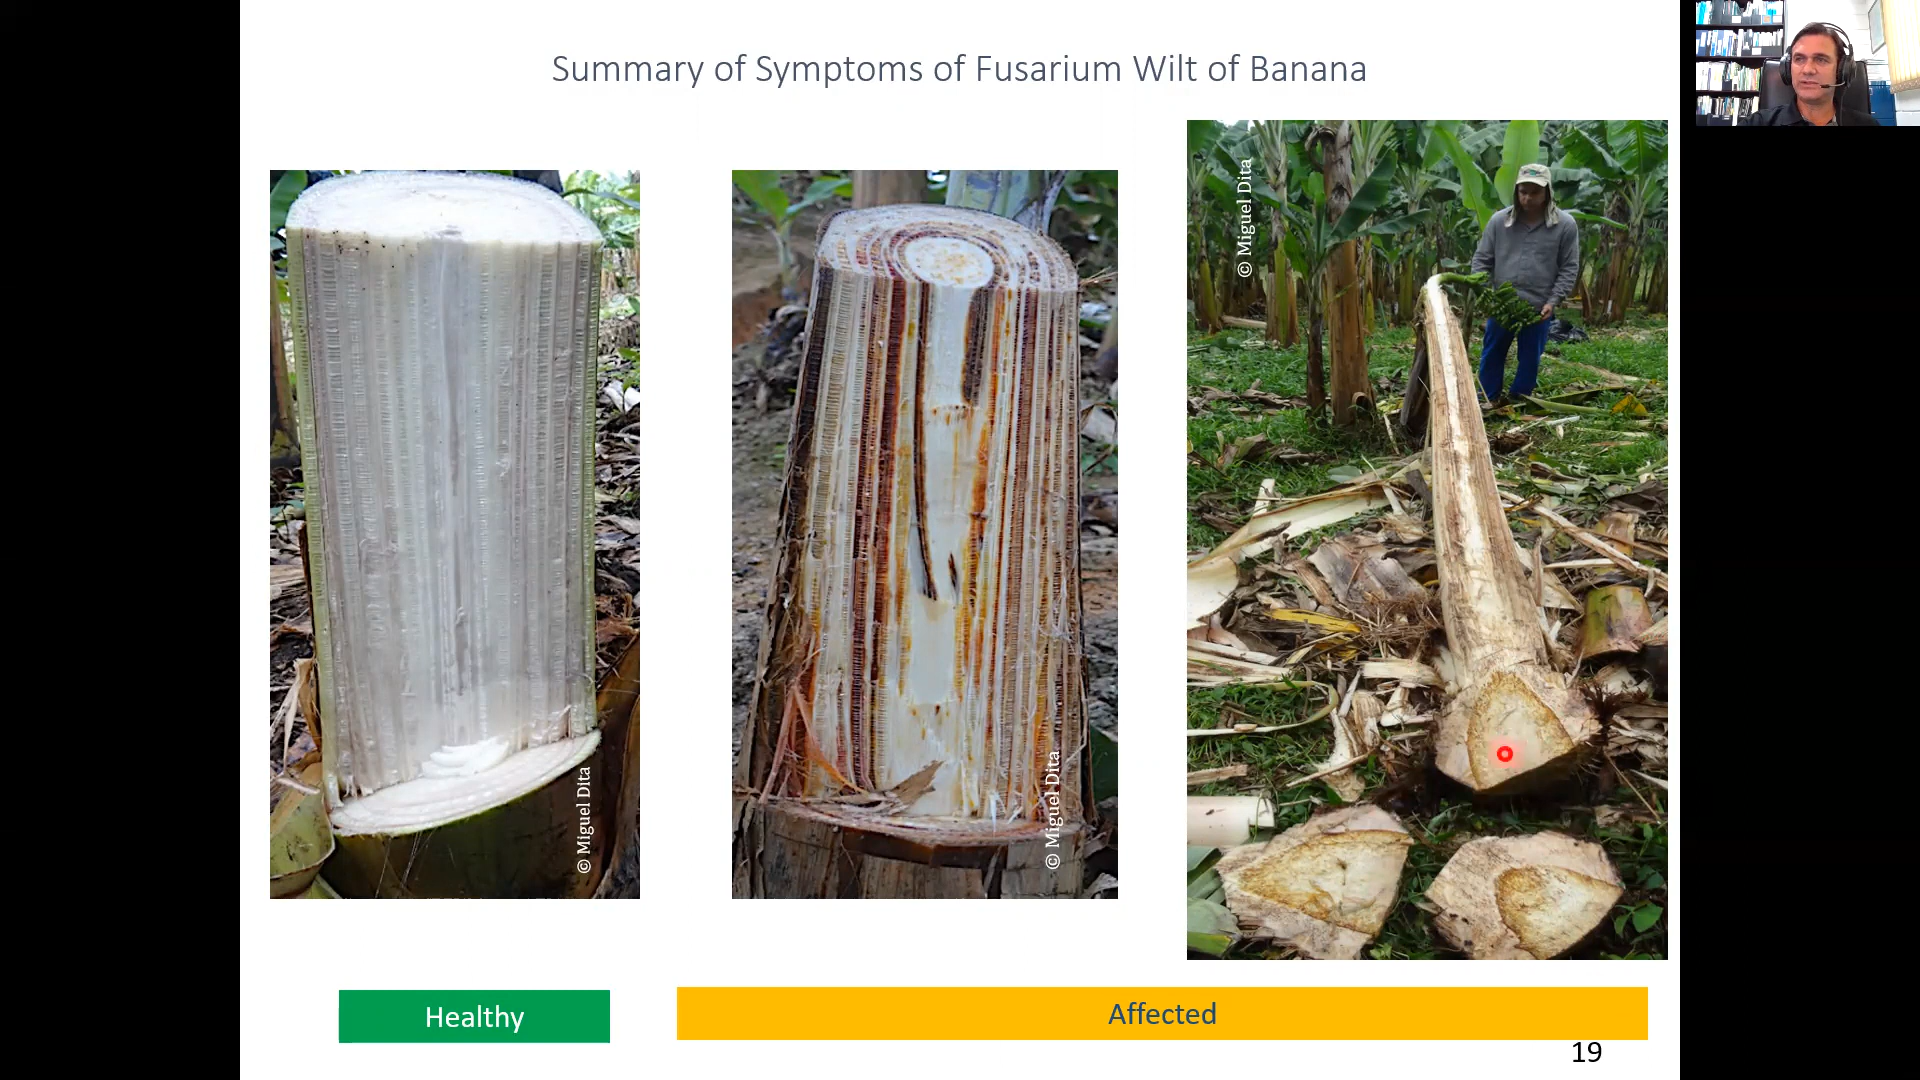 Summary of Symptoms of Fusarium Wilt of Banana
© Miguel Dita
© Miguel Dita
© Miguel Dita
Healthy
Affected
19